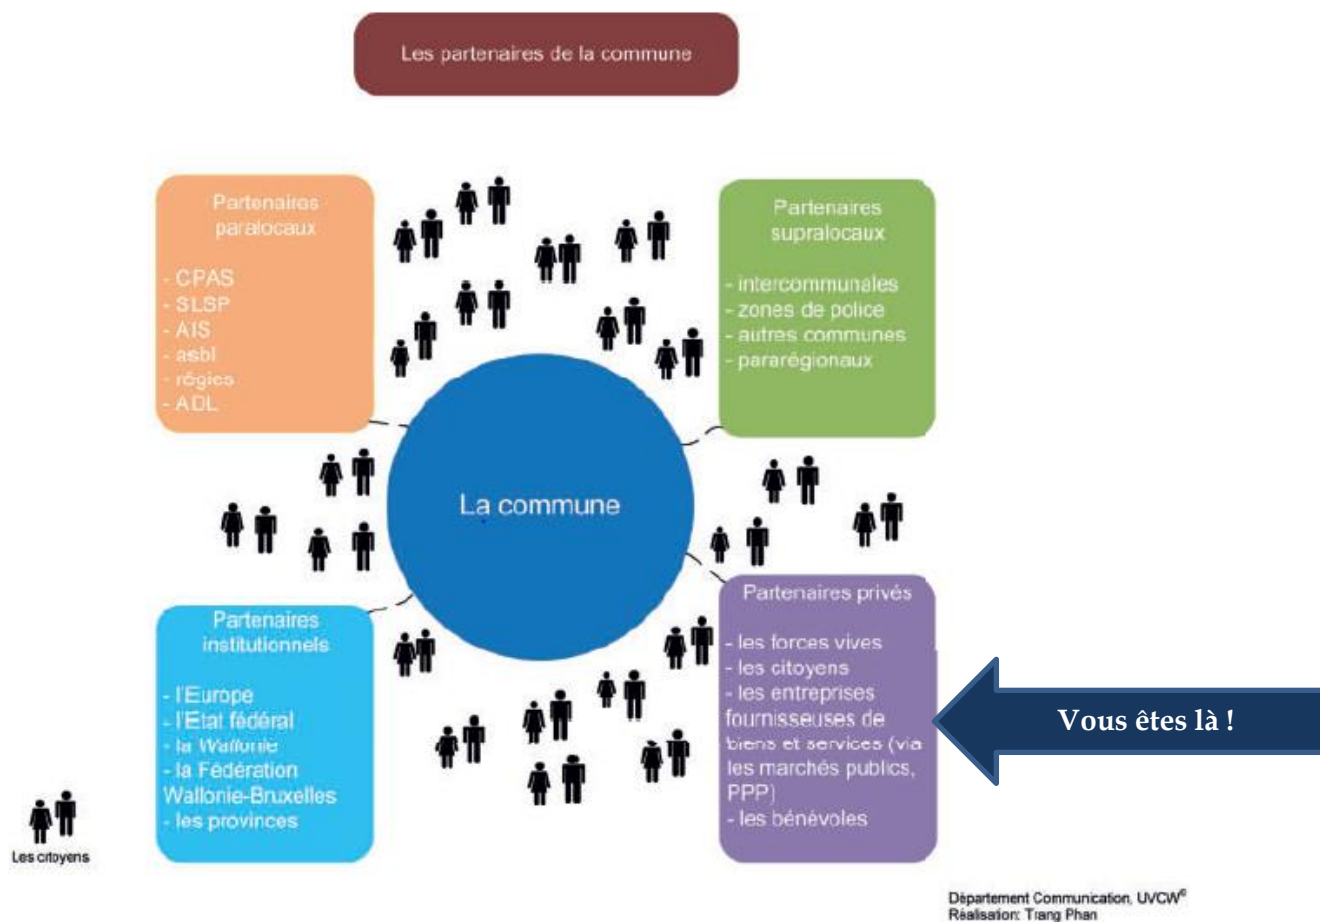 Les partenaires de la commune
Partenaires
paralocaux
- CPAS
- SLSP
- AIS
- asbl
- régies
- ADL
Partenaires
supralocaux
- intercommunales
- zones de police
- autres communes
- pararégionaux
La commune
Partenaires
institutionnels
- l'Europe
- l'Etat fédéral
- la Wallonie
- la Fédération
Wallonie-Bruxelles
- les provinces
Partenaires privés
- les forces vives
- les citoyens
- les entreprises
fournisseuses de
biens et services (via
les marchés publics,
PPP)
- les bénévoles
Vous êtes là !
Les citoyens
Département Communication, UVCW©
Réalisation: Trang Phan